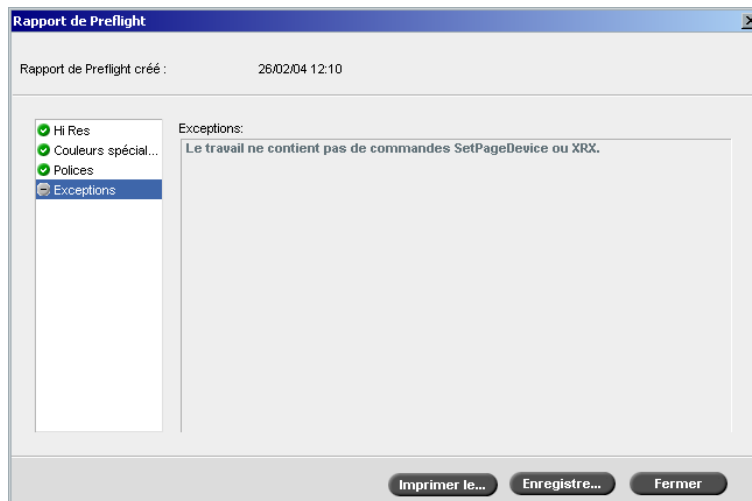 Rapport de Preflight
Rapport de Preflight créé : 26/02/04 12:10
Hi Res
Couleurs spécial...
Polices
Exceptions
Exceptions:
Le travail ne contient pas de commandes SetPageDevice ou XRX.
Imprimer le... Enregistre... Fermer